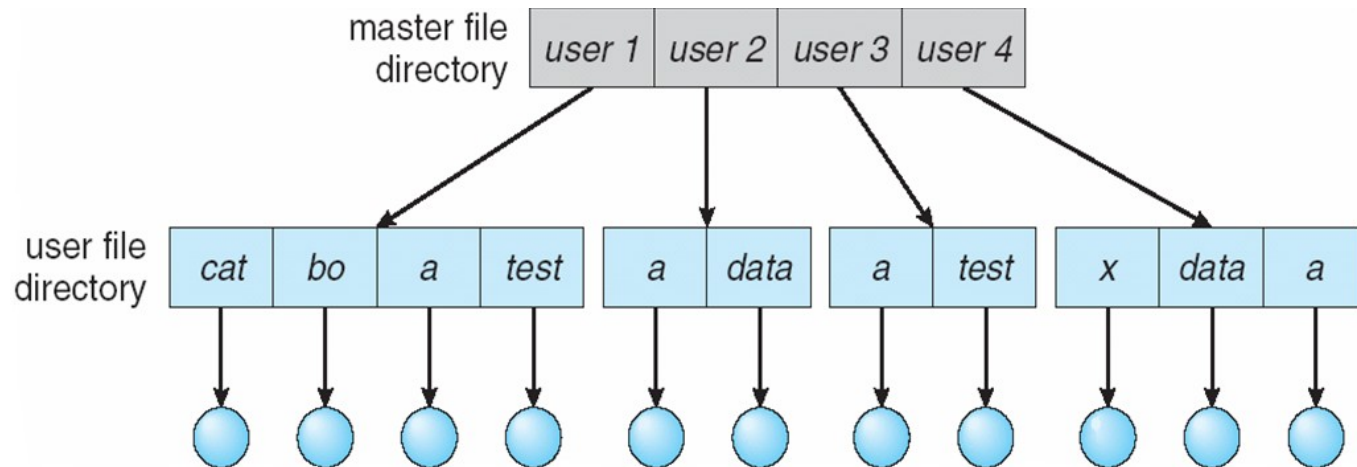 master file
directory
user 1 user 2 user 3 user 4
user file
directory
cat bo a test a data a test x data a